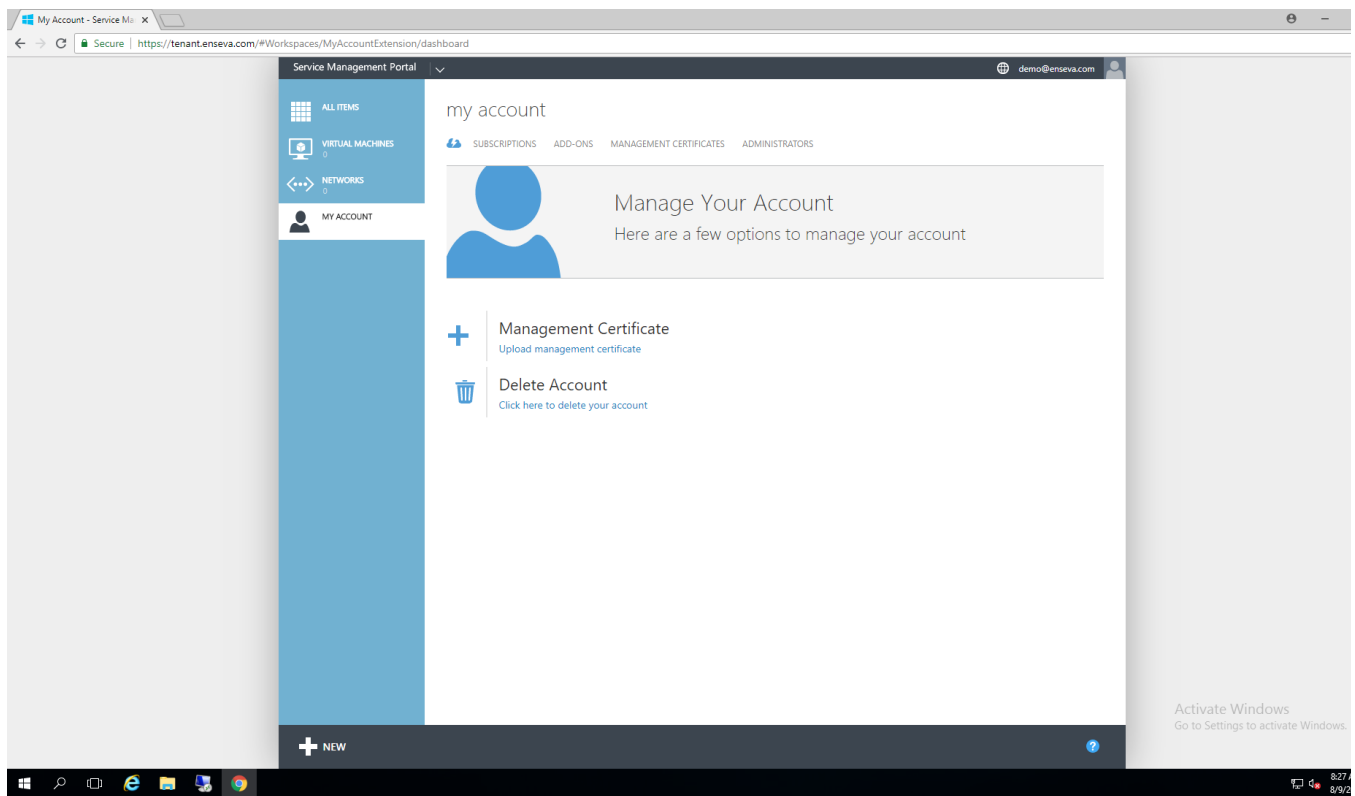 My Account - Service Ma
Secure | https://tenant.enseva.com/#Workspaces/MyAccountExtension/dashboard
Service Management Portal
demo@enseva.com
ALL ITEMS
VIRTUAL MACHINES
0
NETWORKS
0
MY ACCOUNT
my account
SUBSCRIPTIONS ADD-ONS MANAGEMENT CERTIFICATES ADMINISTRATORS
Manage Your Account
Here are a few options to manage your account
Management Certificate
Upload management certificate
Delete Account
Click here to delete your account
Activate Windows
Go to Settings to activate Windows.
NEW
?
8:27 A
8/9/2